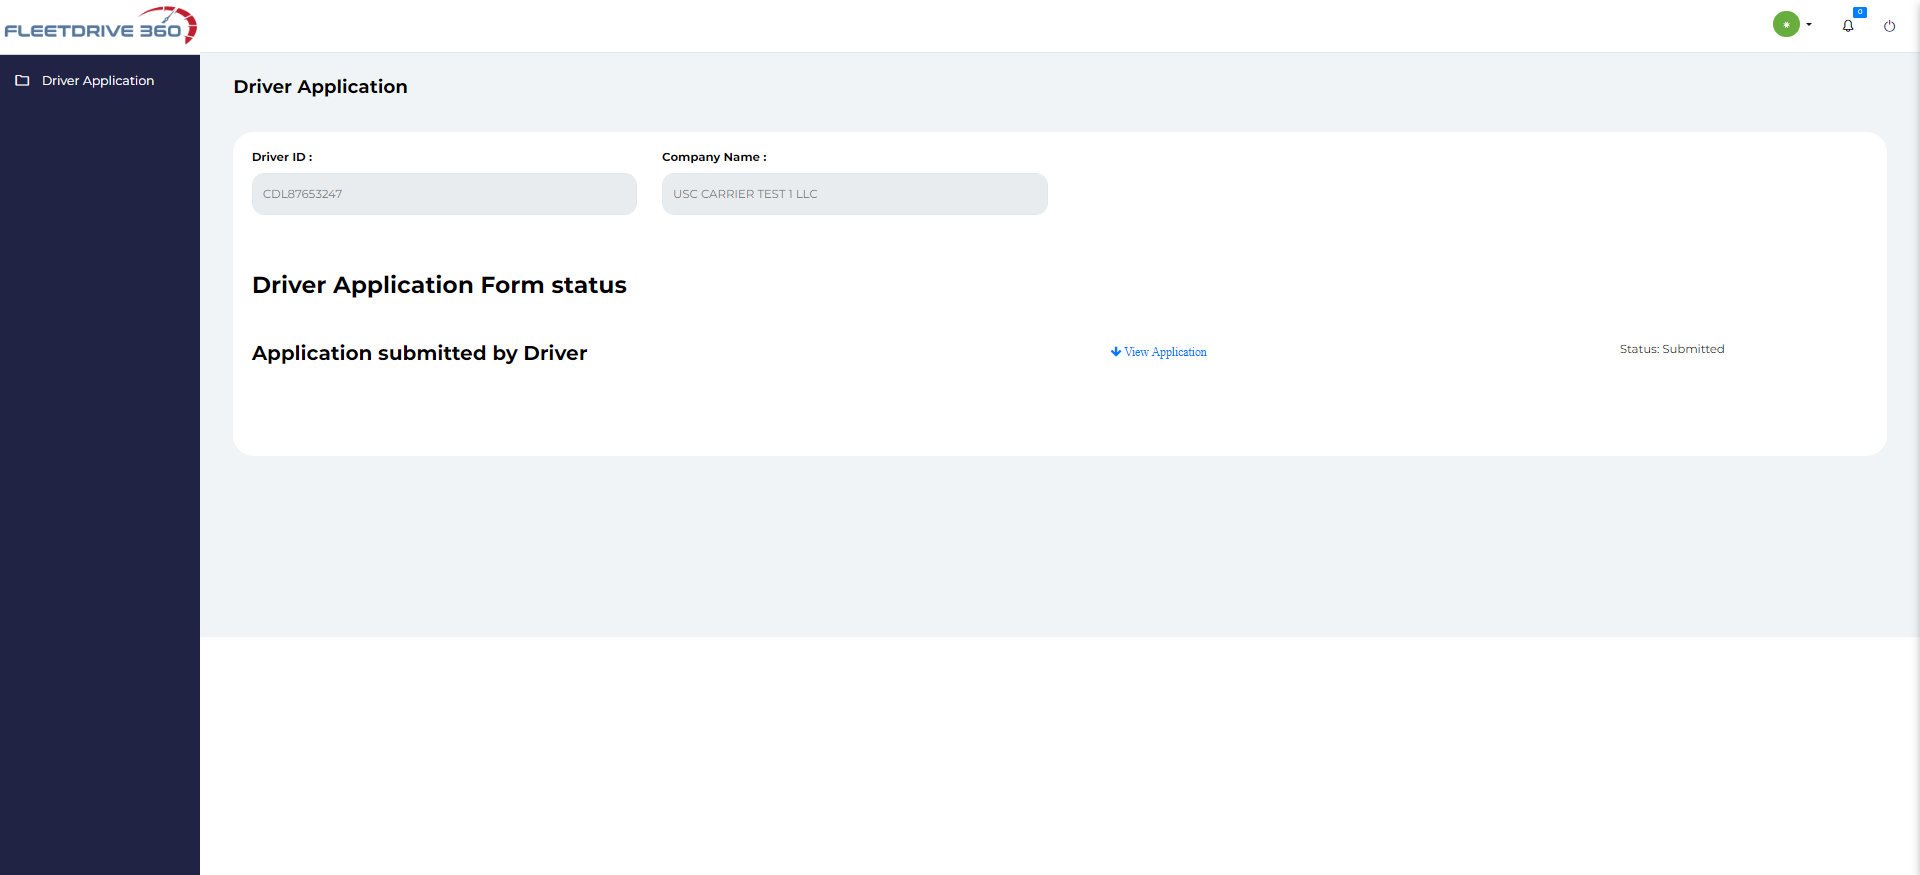 FLEETDRIVE 360
0
Driver Application
Driver Application
Driver ID :
Company Name :
CDL87653247
USC CARRIER TEST 1 LLC
Driver Application Form status
Application submitted by Driver
View Application
Status: Submitted